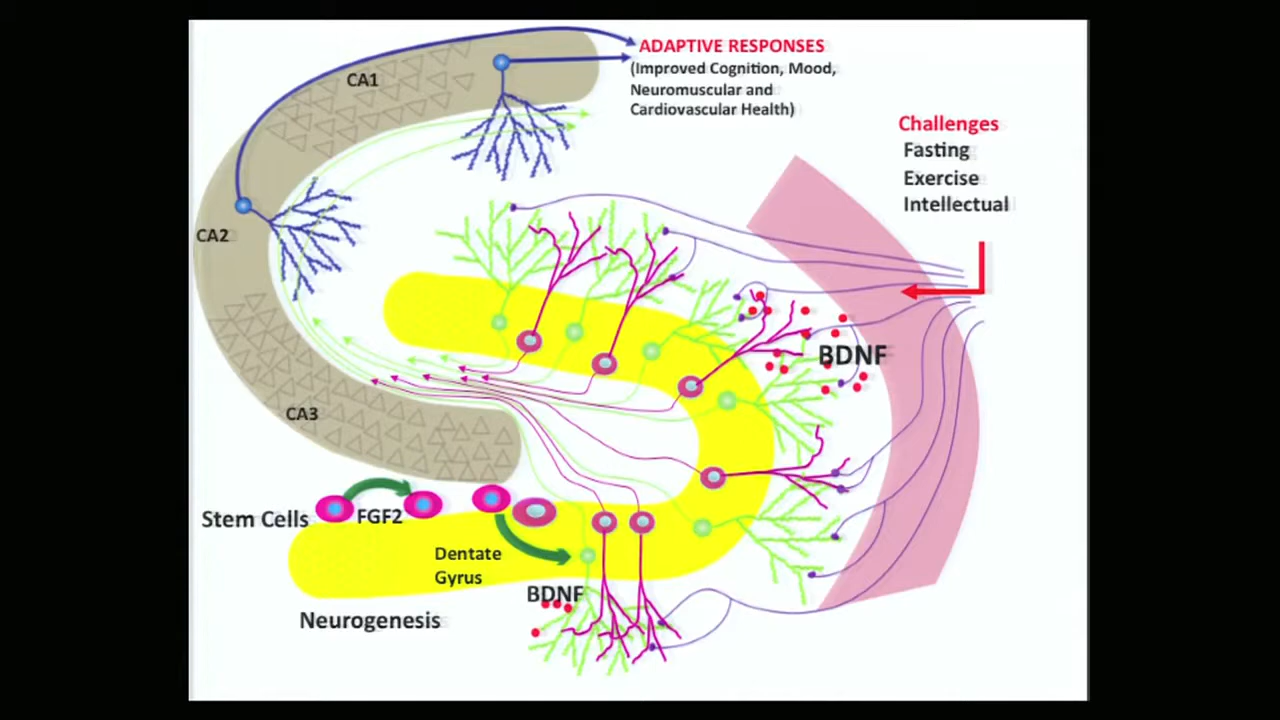 ADAPTIVE RESPONSES
(Improved Cognition, Mood,
Neuromuscular and
Cardiovascular Health)
CA1
Challenges
Fasting
Exercise
Intellectual
CA2
BDNF
CA3
Stem Cells
FGF2
Dentate
Gyrus
BDNF
Neurogenesis